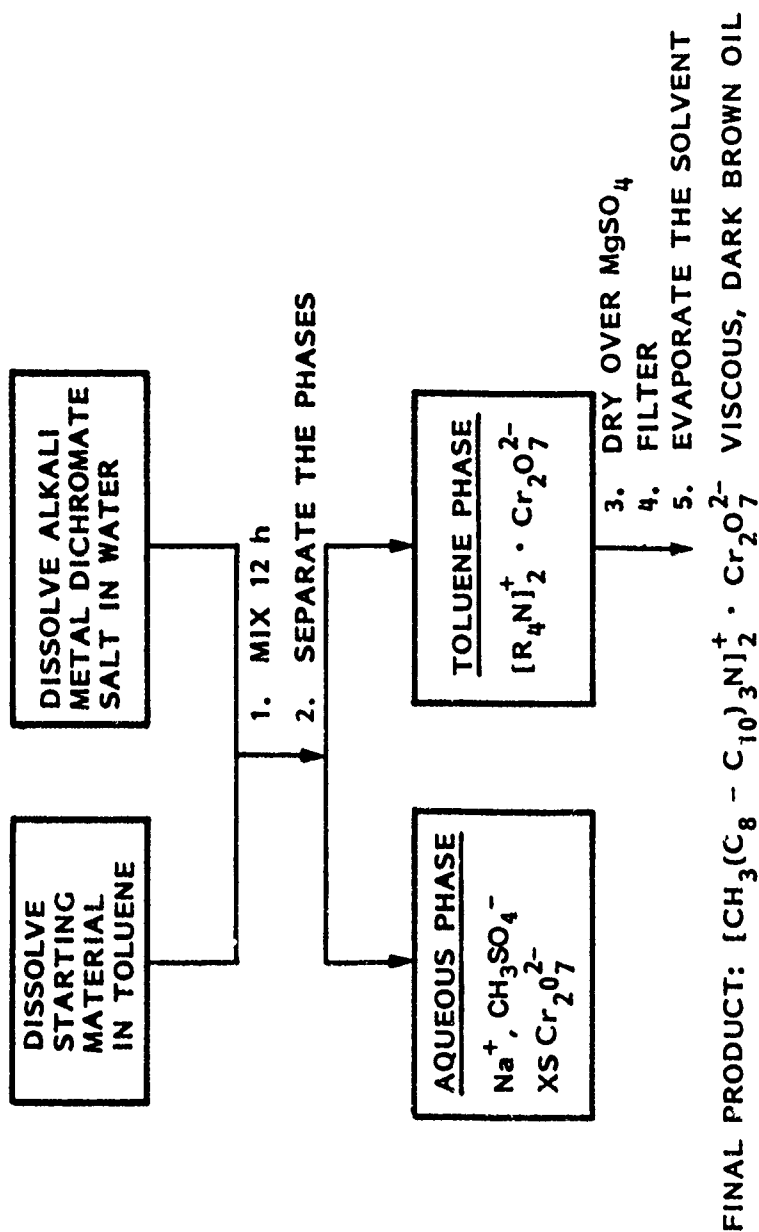 DISSOLVE
STARTING
MATERIAL
IN TOLUENE
DISSOLVE ALKALI
METAL DICHROMATE
SALT IN WATER
1. MIX 12 h
2. SEPARATE THE PHASES
AQUEOUS PHASE
Na⁺, CH₃SO₄⁻
XS Cr₂O₇²⁻
TOLUENE PHASE
[R₄N]₂⁺ · Cr₂O₇²⁻
3. DRY OVER MgSO₄
4. FILTER
5. EVAPORATE THE SOLVENT
FINAL PRODUCT: [CH₃(C₈ – C₁₀)₃N]₂⁺ · Cr₂O₇²⁻ VISCOUS, DARK BROWN OIL